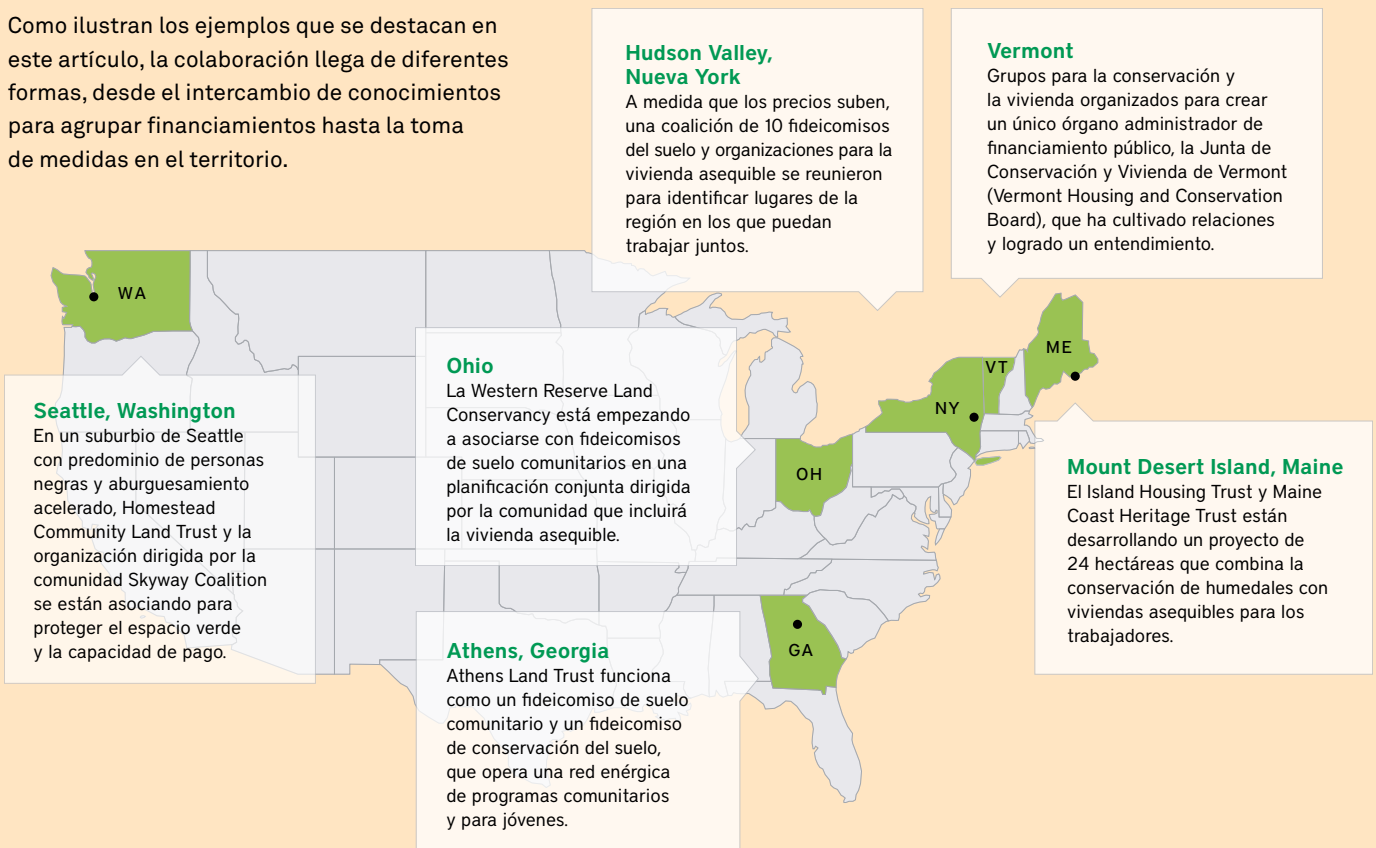 Como ilustran los ejemplos que se destacan en
este artículo, la colaboración llega de diferentes
formas, desde el intercambio de conocimientos
para agrupar financiamientos hasta la toma
de medidas en el territorio.
Hudson Valley,
Nueva York
A medida que los precios suben,
una coalición de 10 fideicomisos
del suelo y organizaciones para la
vivienda asequible se reunieron
para identificar lugares de la
región en los que puedan
trabajar juntos.
Vermont
Grupos para la conservación y
la vivienda organizados para crear
un único órgano administrador de
financiamiento público, la Junta de
Conservación y Vivienda de Vermont
(Vermont Housing and Conservation
Board), que ha cultivado relaciones
y logrado un entendimiento.
WA
ME
VT
NY
OH
GA
Seattle, Washington
En un suburbio de Seattle
con predominio de personas
negras y aburguesamiento
acelerado, Homestead
Community Land Trust y la
organización dirigida por la
comunidad Skyway Coalition
se están asociando para
proteger el espacio verde
y la capacidad de pago.
Ohio
La Western Reserve Land
Conservancy está empezando
a asociarse con fideicomisos
de suelo comunitarios en una
planificación conjunta dirigida
por la comunidad que incluirá
la vivienda asequible.
Mount Desert Island, Maine
El Island Housing Trust y Maine
Coast Heritage Trust están
desarrollando un proyecto de
24 hectáreas que combina la
conservación de humedales con
viviendas asequibles para los
trabajadores.
Athens, Georgia
Athens Land Trust funciona
como un fideicomiso de suelo
comunitario y un fideicomiso
de conservación del suelo,
que opera una red enérgica
de programas comunitarios
y para jóvenes.